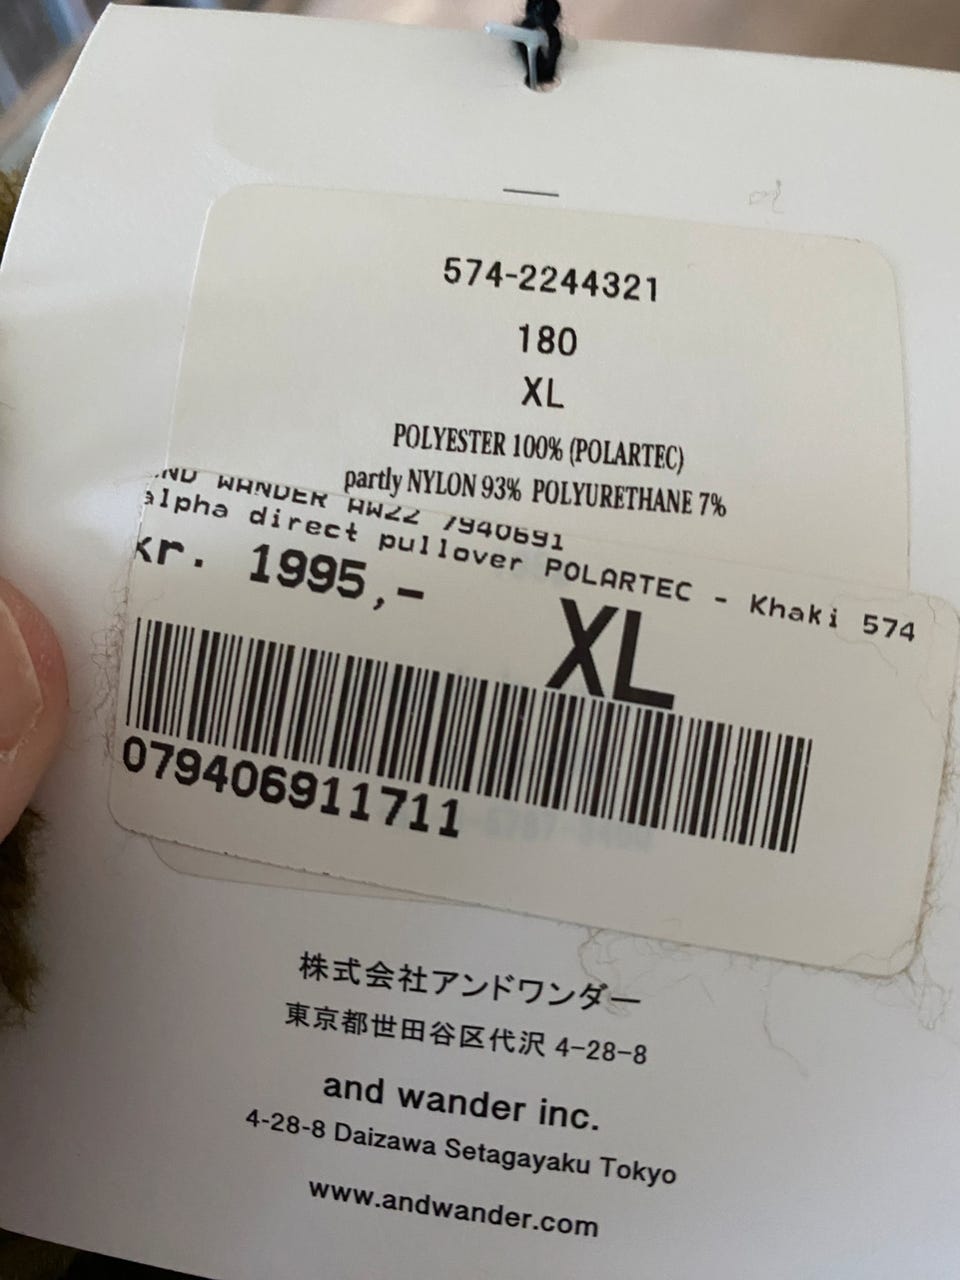 574-2244321
180
XL
POLYESTER 100% (POLARTEC)
partly NYLON 93% POLYURETHANE 7%
WANDER AW22 7940691
alpha direct pullover POLARTEC - Khaki 574
kr. 1995,-
XL
079406911711
株式会社アンドワンダー
東京都世田谷区代沢 4-28-8
and wander inc.
4-28-8 Daizawa Setagayaku Tokyo
www.andwander.com